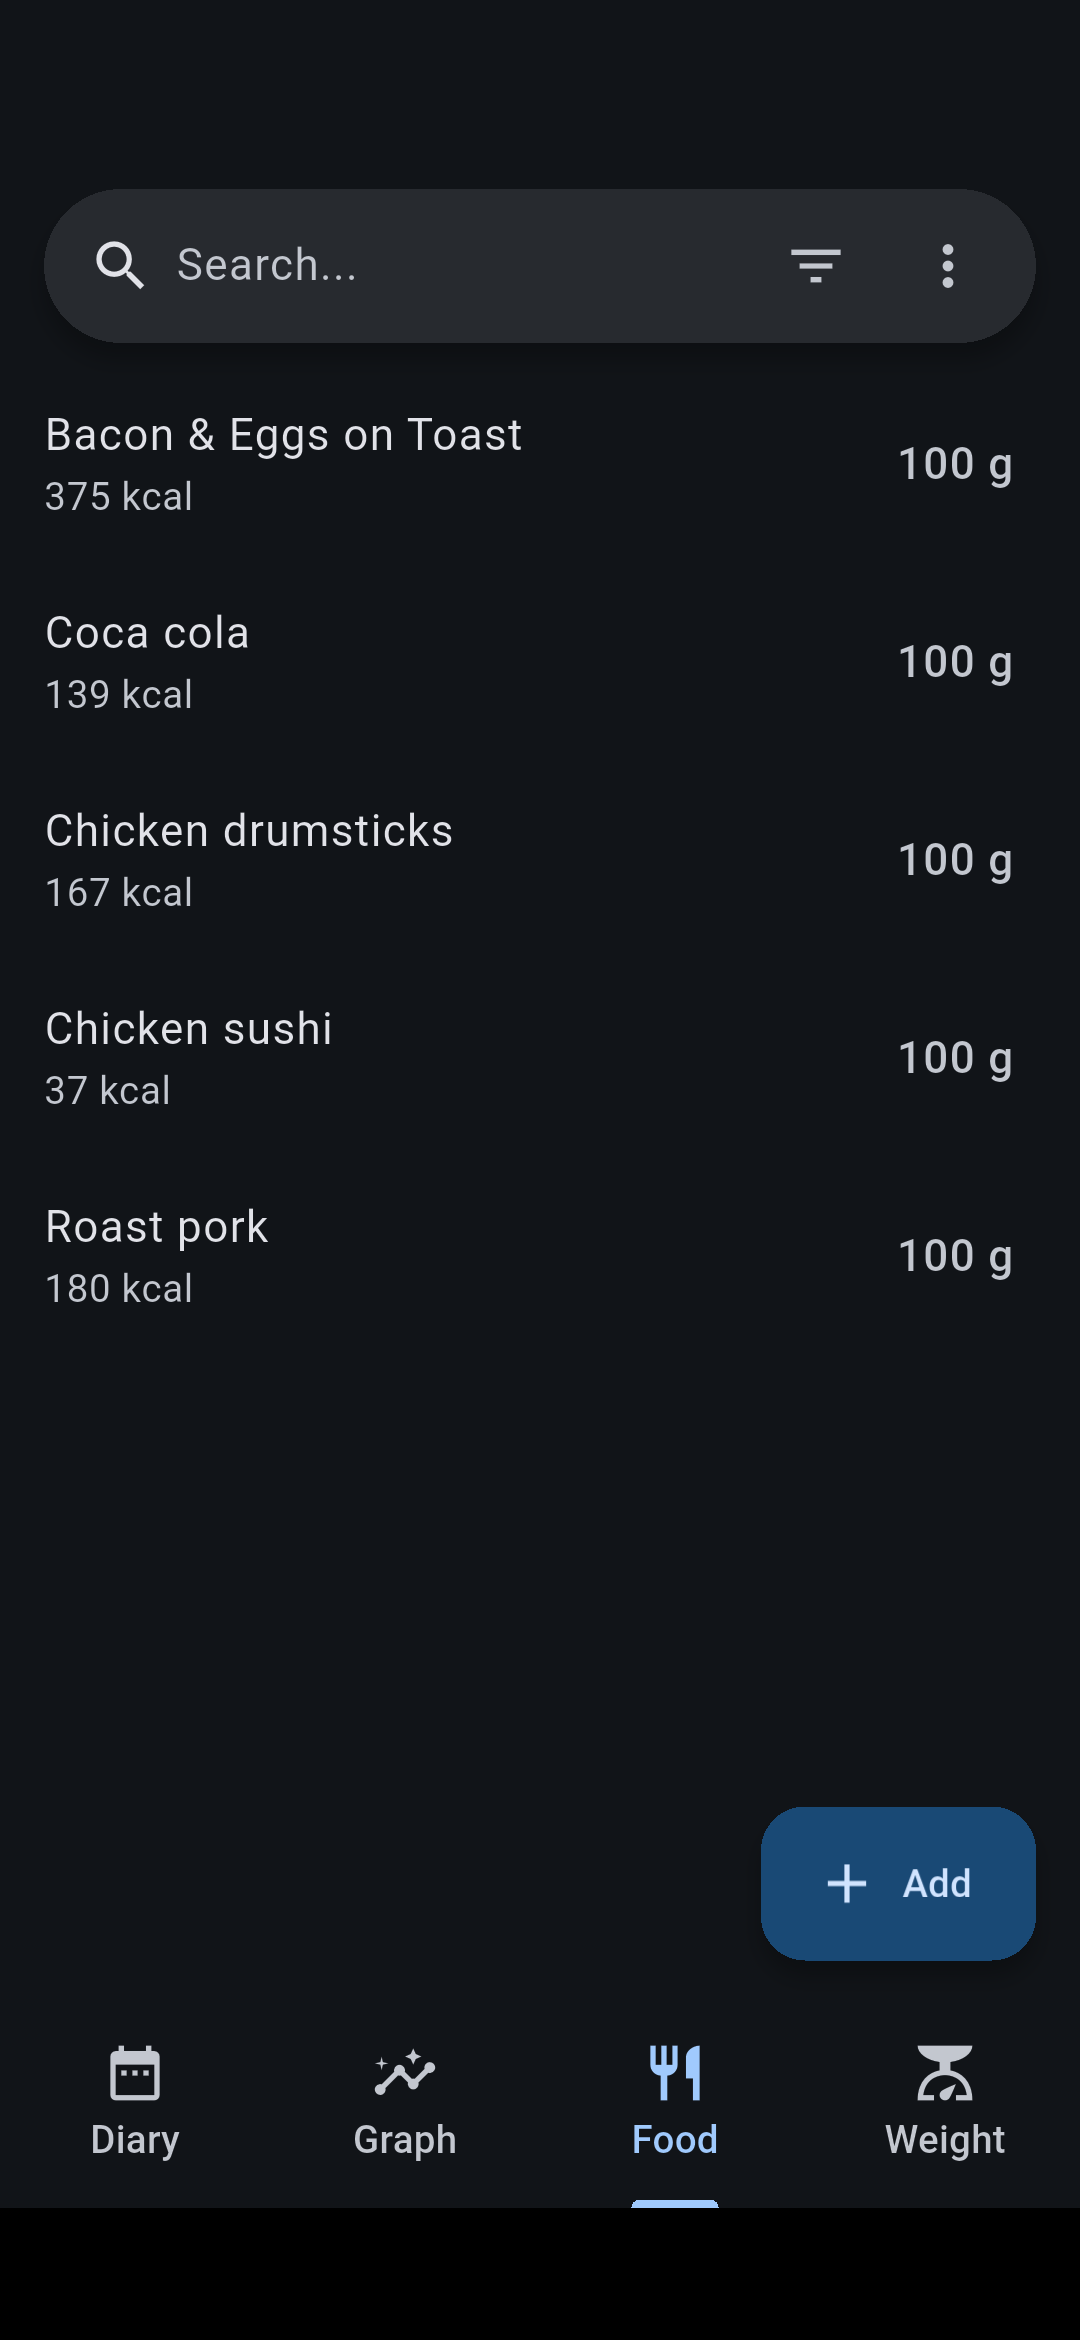 Search...
Bacon & Eggs on Toast
375 kcal
100 g
Coca cola
139 kcal
100 g
Chicken drumsticks
167 kcal
100 g
Chicken sushi
37 kcal
100 g
Roast pork
180 kcal
100 g
Add
Diary
Graph
Food
Weight